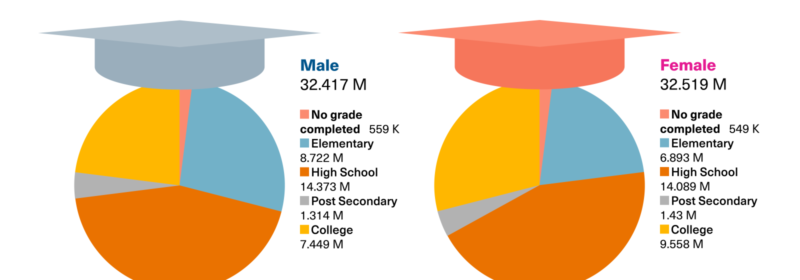 Male
32.417 M
No grade
completed 559 K
Elementary
8.722 M
High School
14.373 M
Post Secondary
1.314 M
College
7.449 M
Female
32.519 M
No grade
completed 549 K
Elementary
6.893 M
High School
14.089 M
Post Secondary
1.43 M
College
9.558 M